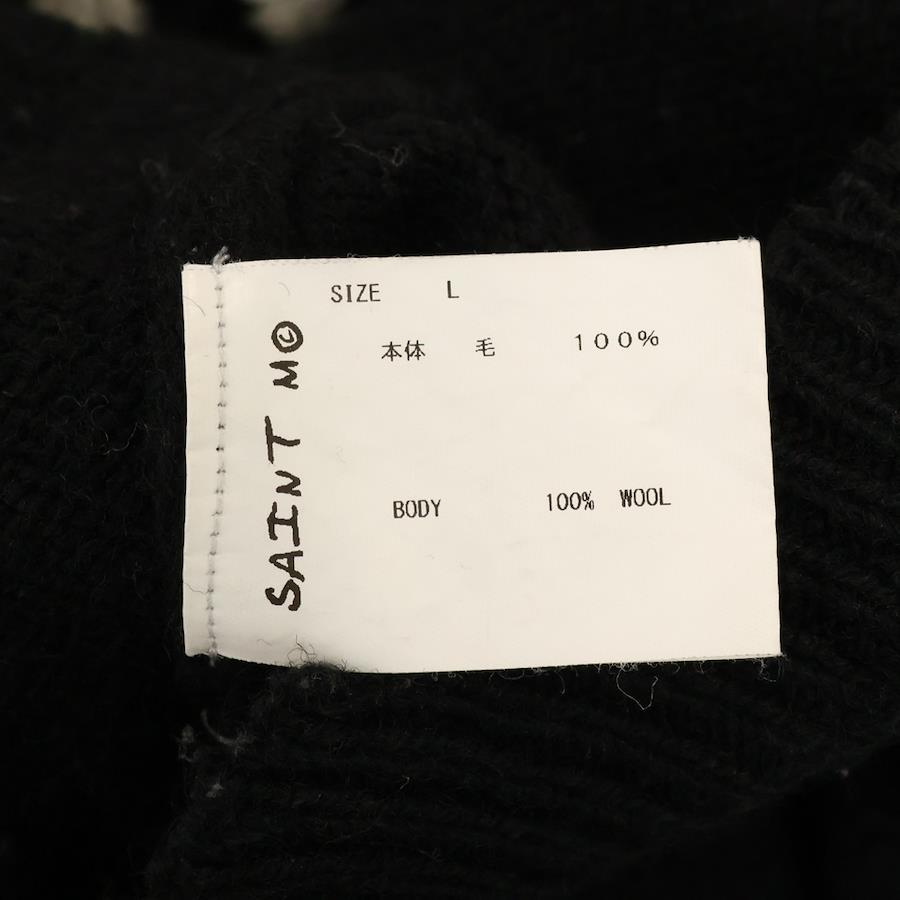 SIZE L
本体 毛 １００％
BODY 100% WOOL
SAINT M©